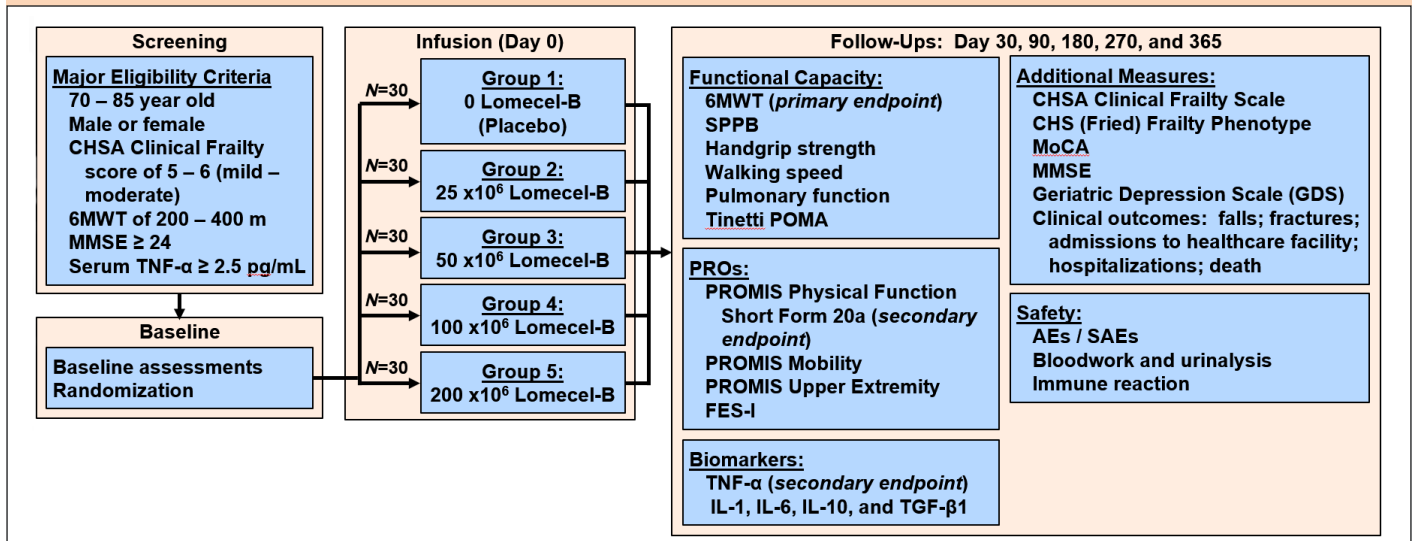 Screening
Major Eligibility Criteria
70 – 85 year old
Male or female
CHSA Clinical Frailty
score of 5 – 6 (mild –
moderate)
6MWT of 200 – 400 m
MMSE ≥ 24
Serum TNF-α ≥ 2.5 pg/mL
Baseline
Baseline assessments
Randomization
Infusion (Day 0)
N=30
Group 1:
0 Lomecel-B
(Placebo)
N=30
Group 2:
25 x10⁶ Lomecel-B
N=30
Group 3:
50 x10⁶ Lomecel-B
N=30
Group 4:
100 x10⁶ Lomecel-B
N=30
Group 5:
200 x10⁶ Lomecel-B
Follow-Ups: Day 30, 90, 180, 270, and 365
Functional Capacity:
6MWT (primary endpoint)
SPPB
Handgrip strength
Walking speed
Pulmonary function
Tinetti POMA
PROs:
PROMIS Physical Function
Short Form 20a (secondary
endpoint)
PROMIS Mobility
PROMIS Upper Extremity
FES-I
Biomarkers:
TNF-α (secondary endpoint)
IL-1, IL-6, IL-10, and TGF-β1
Additional Measures:
CHSA Clinical Frailty Scale
CHS (Fried) Frailty Phenotype
MoCA
MMSE
Geriatric Depression Scale (GDS)
Clinical outcomes: falls; fractures;
admissions to healthcare facility;
hospitalizations; death
Safety:
AEs / SAEs
Bloodwork and urinalysis
Immune reaction